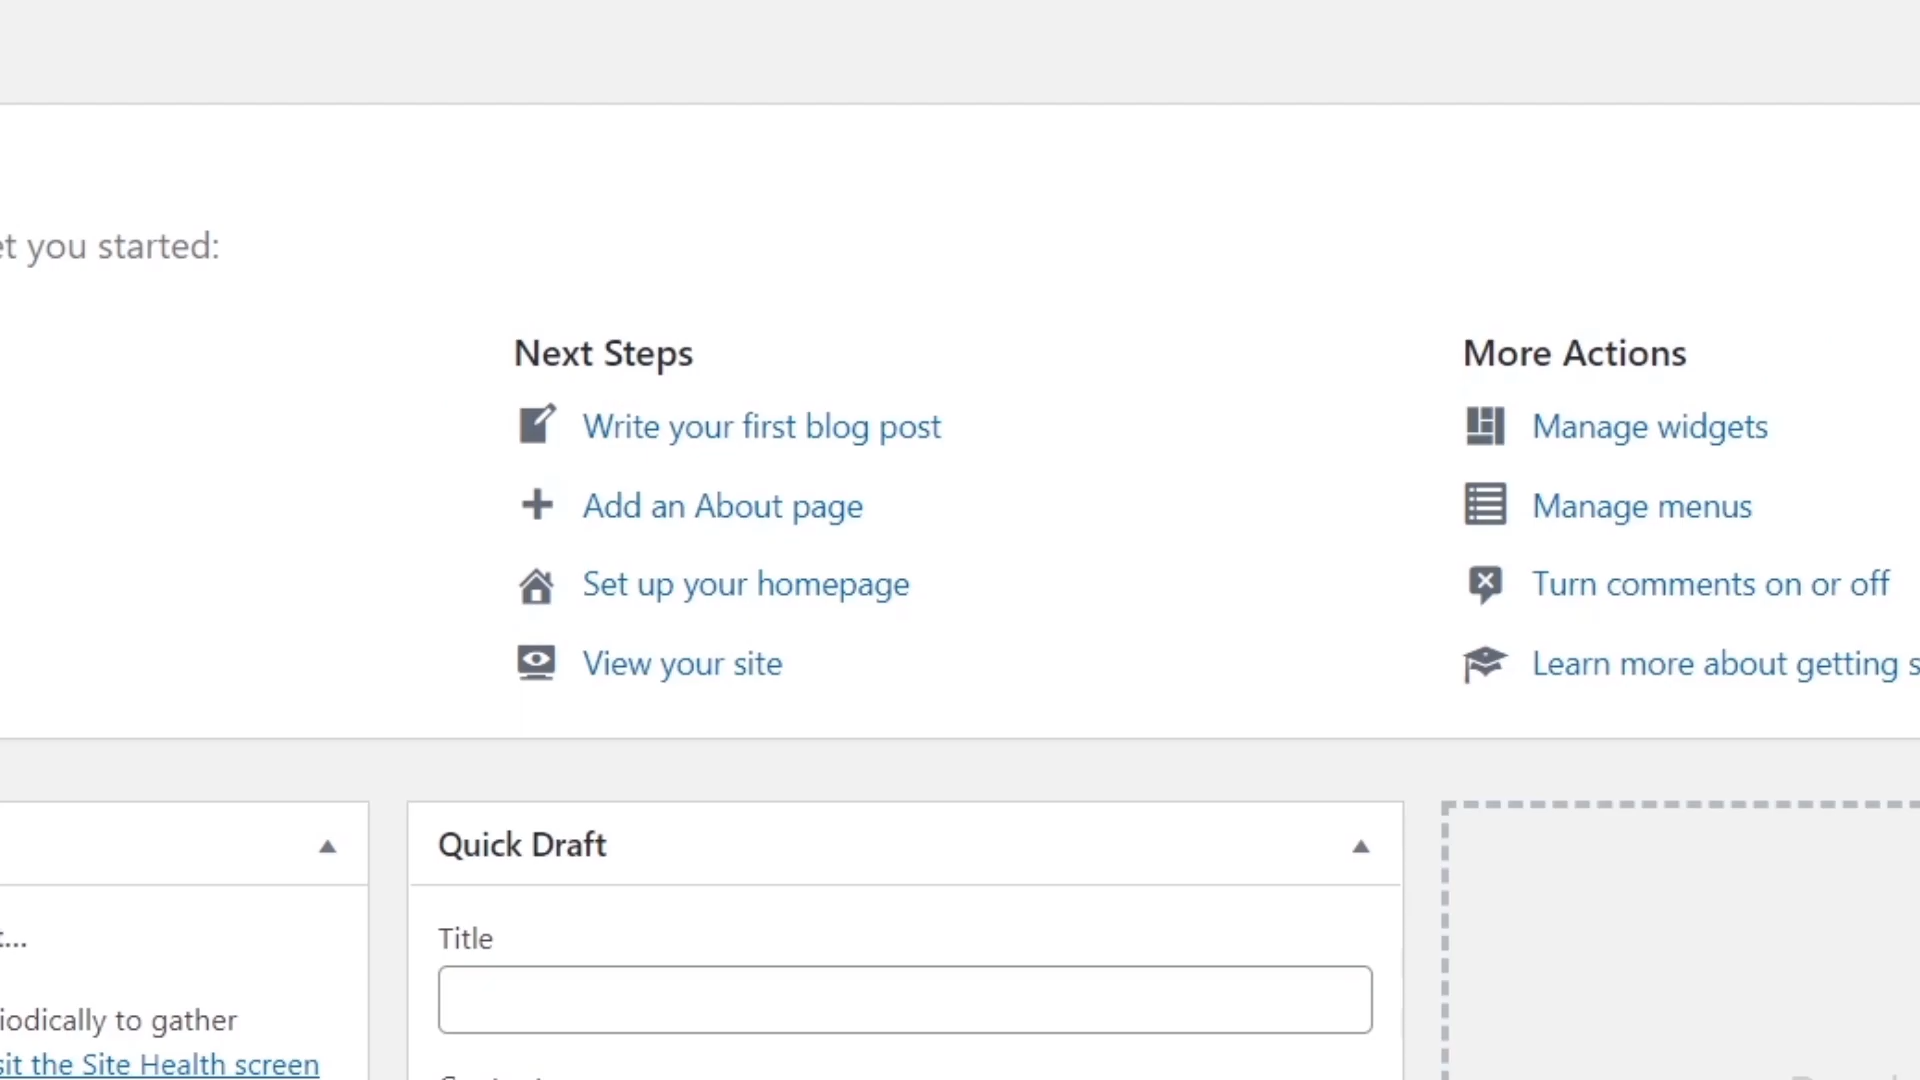 you started:
Next Steps
Write your first blog post
Add an About page
Set up your homepage
View your site
More Actions
Manage widgets
Manage menus
Turn comments on or off
Learn more about getting
to gather
the Site Health screen
Quick Draft
Title